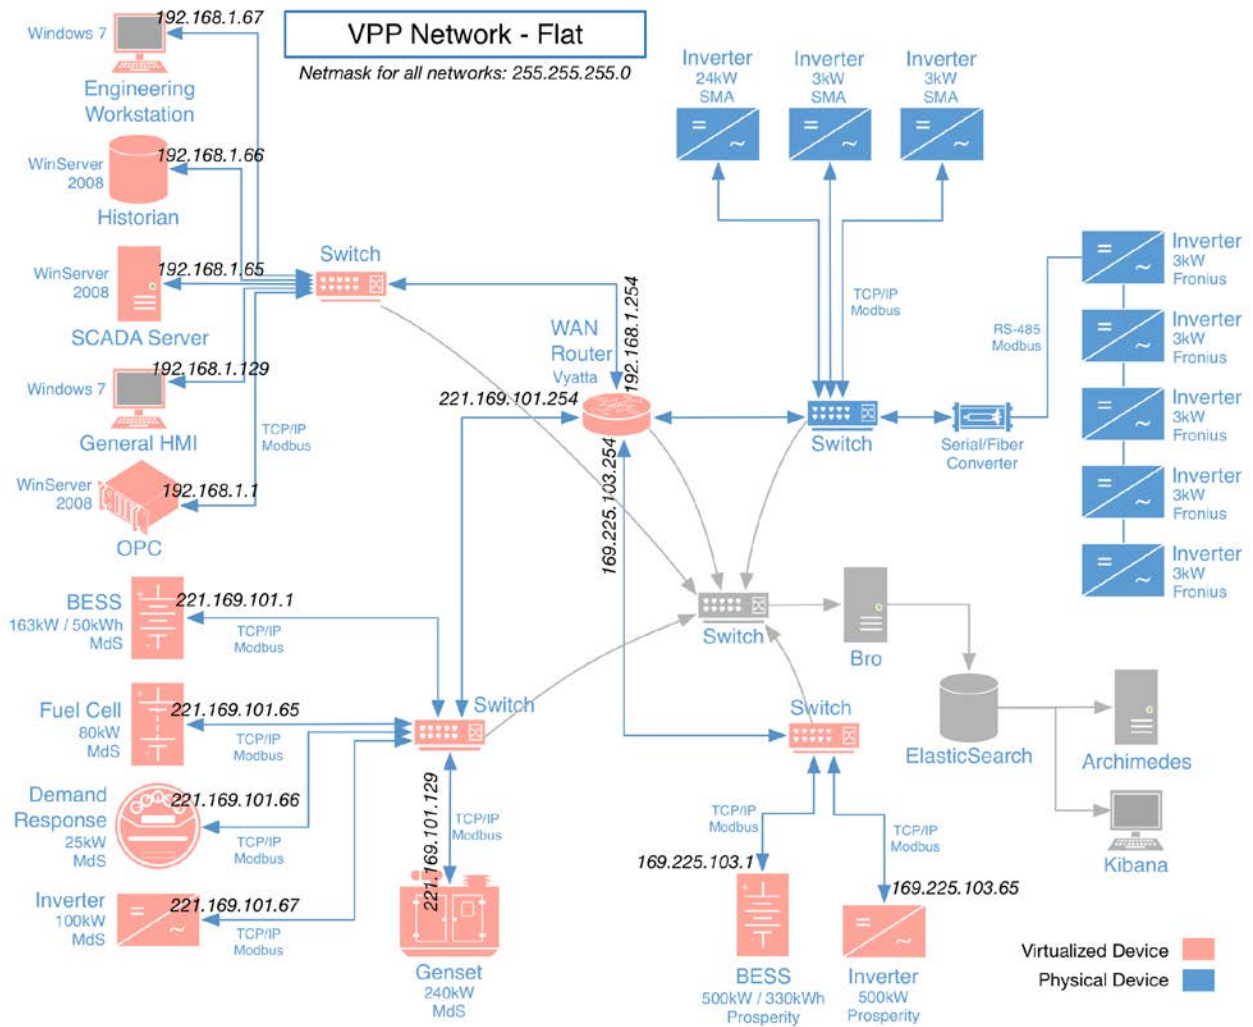 VPP Network - Flat
Netmask for all networks: 255.255.255.0
192.168.1.67
Windows 7
Engineering
Workstation
192.168.1.66
WinServer
2008
Historian
192.168.1.65
WinServer
2008
SCADA Server
192.168.1.129
Windows 7
General HMI
TCP/IP
Modbus
192.168.1.1
WinServer
2008
OPC
Switch
WAN
Router
Vyatta
192.168.1.254
221.169.101.254
169.225.103.254
Inverter
24kW
SMA
Inverter
3kW
SMA
Inverter
3kW
SMA
TCP/IP
Modbus
Switch
Serial/Fiber
Converter
RS-485
Modbus
Inverter
3kW
Fronius
Inverter
3kW
Fronius
Inverter
3kW
Fronius
Inverter
3kW
Fronius
Inverter
3kW
Fronius
BESS
163kW / 50kWh
MdS
221.169.101.1
TCP/IP
Modbus
Fuel Cell
80kW
MdS
221.169.101.65
TCP/IP
Modbus
Demand
Response
25kW
MdS
221.169.101.66
TCP/IP
Modbus
Inverter
100kW
MdS
221.169.101.67
TCP/IP
Modbus
Switch
221.169.101.129
TCP/IP
Modbus
Genset
240kW
MdS
Switch
Bro
ElasticSearch
Archimedes
Kibana
Switch
TCP/IP
Modbus
TCP/IP
Modbus
169.225.103.1
169.225.103.65
BESS
500kW / 330kWh
Prosperity
Inverter
500kW
Prosperity
Virtualized Device
Physical Device